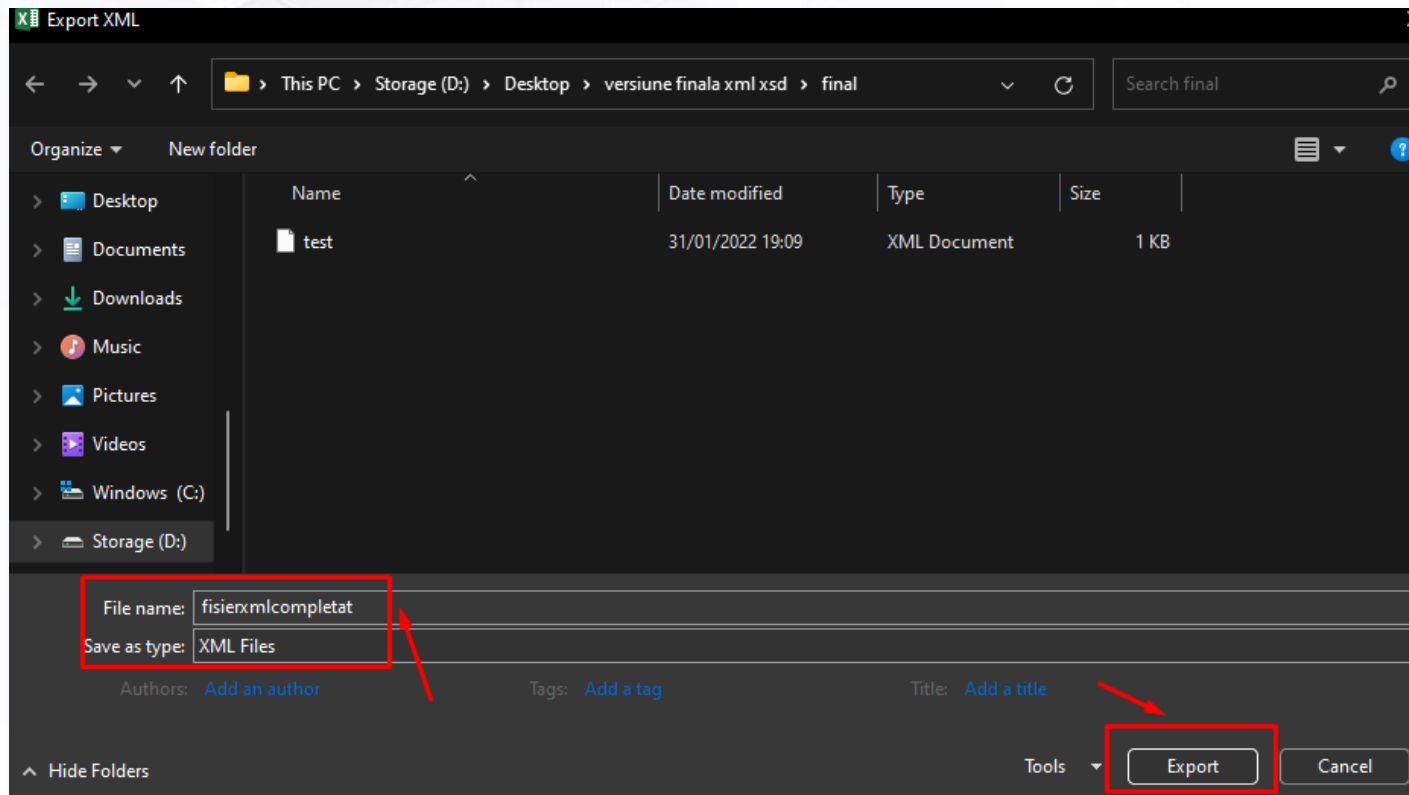 Export XML
This PC > Storage (D:) > Desktop > versiune finala xml xsd > final
Search final
Organize
New folder
Name
Date modified
Type
Size
Desktop
test
31/01/2022 19:09
XML Document
1 KB
Documents
Downloads
Music
Pictures
Videos
Windows (C:)
Storage (D:)
File name: fisierxmlcompletat
Save as type: XML Files
Authors: Add an author
Tags: Add a tag
Title: Add a title
Hide Folders
Tools
Export
Cancel